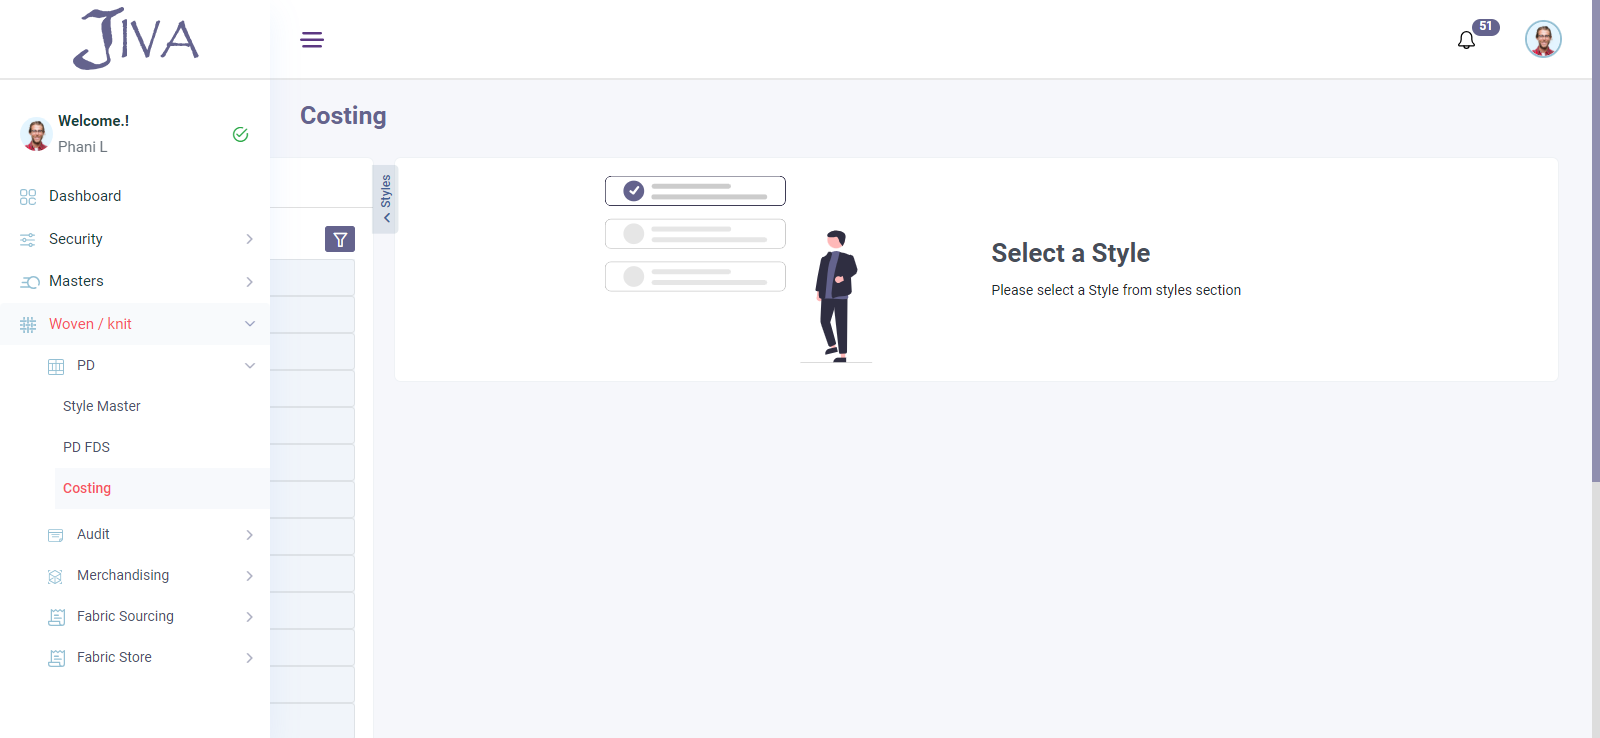 JIVA
51
Welcome.!
Phani L
Dashboard
Security
Masters
Woven / knit
PD
Style Master
PD FDS
Costing
Audit
Merchandising
Fabric Sourcing
Fabric Store
Costing
Styles
Select a Style
Please select a Style from styles section